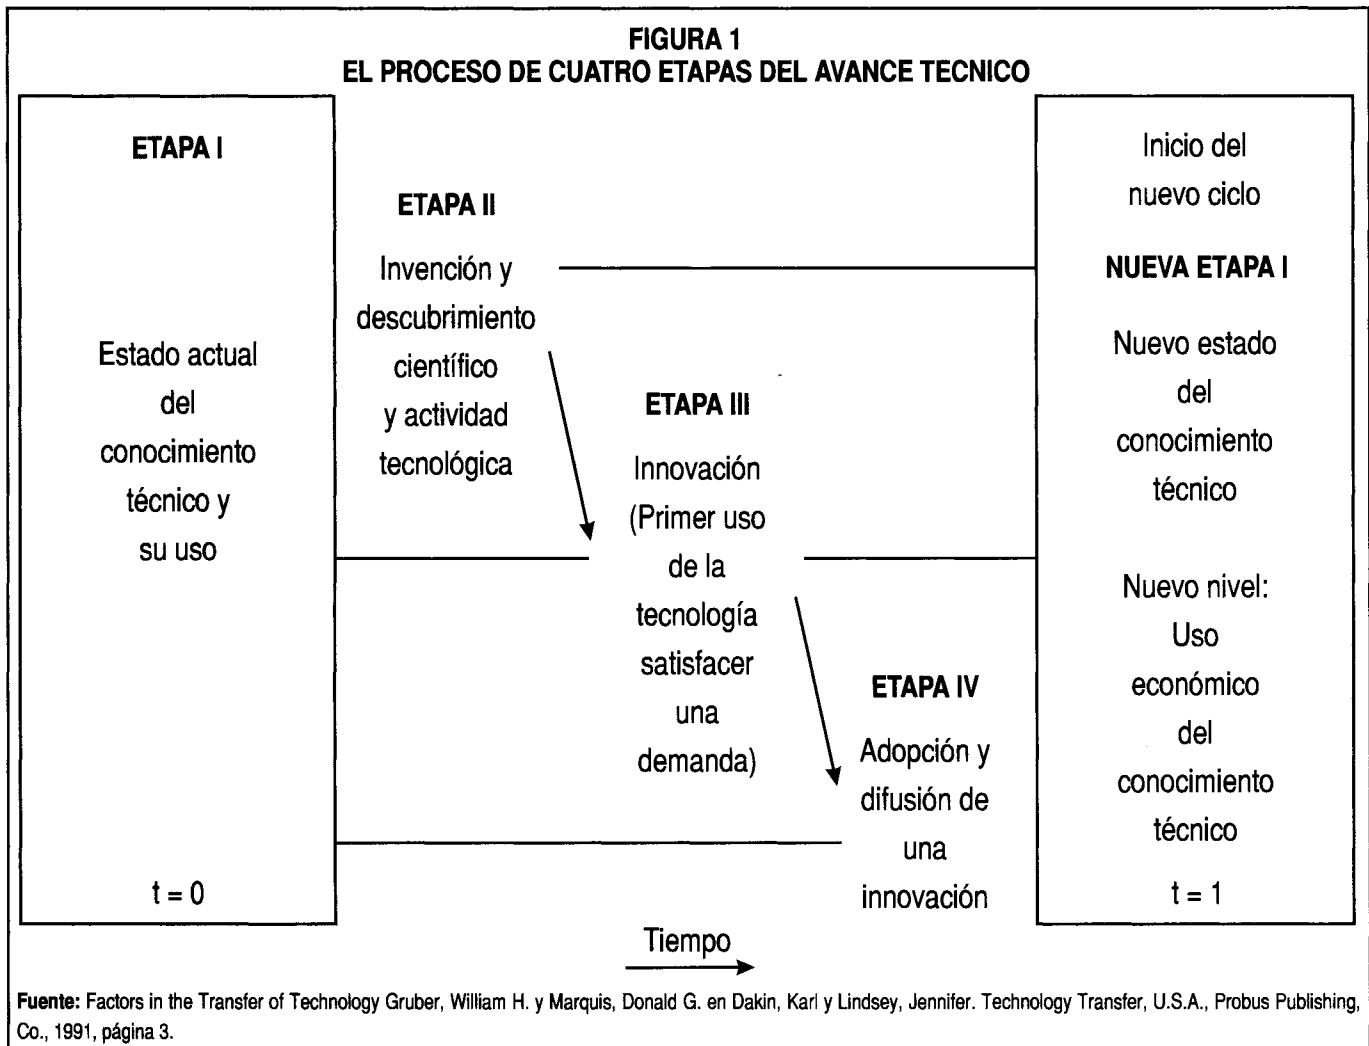 FIGURA 1
EL PROCESO DE CUATRO ETAPAS DEL AVANCE TECNICO
ETAPA I
Estado actual
del
conocimiento
técnico y
su uso
t = 0
ETAPA II
Invención y
descubrimiento
científico
y actividad
tecnológica
ETAPA III
Innovación
(Primer uso
de la
tecnología
satisfacer
una
demanda)
ETAPA IV
Adopción y
difusión de
una
innovación
Inicio del
nuevo ciclo
NUEVA ETAPA I
Nuevo estado
del
conocimiento
técnico
Nuevo nivel:
Uso
económico
del
conocimiento
técnico
t = 1
Tiempo
Fuente: Factors in the Transfer of Technology Gruber, William H. y Marquis, Donald G. en Dakin, Karl y Lindsey, Jennifer. Technology Transfer, U.S.A., Probus Publishing,
Co., 1991, página 3.